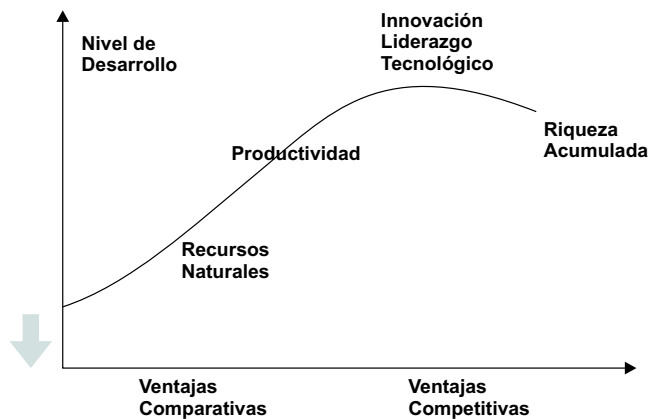 Nivel de
Desarrollo
Innovación
Liderazgo
Tecnológico
Riqueza
Acumulada
Productividad
Recursos
Naturales
Ventajas
Comparativas
Ventajas
Competitivas